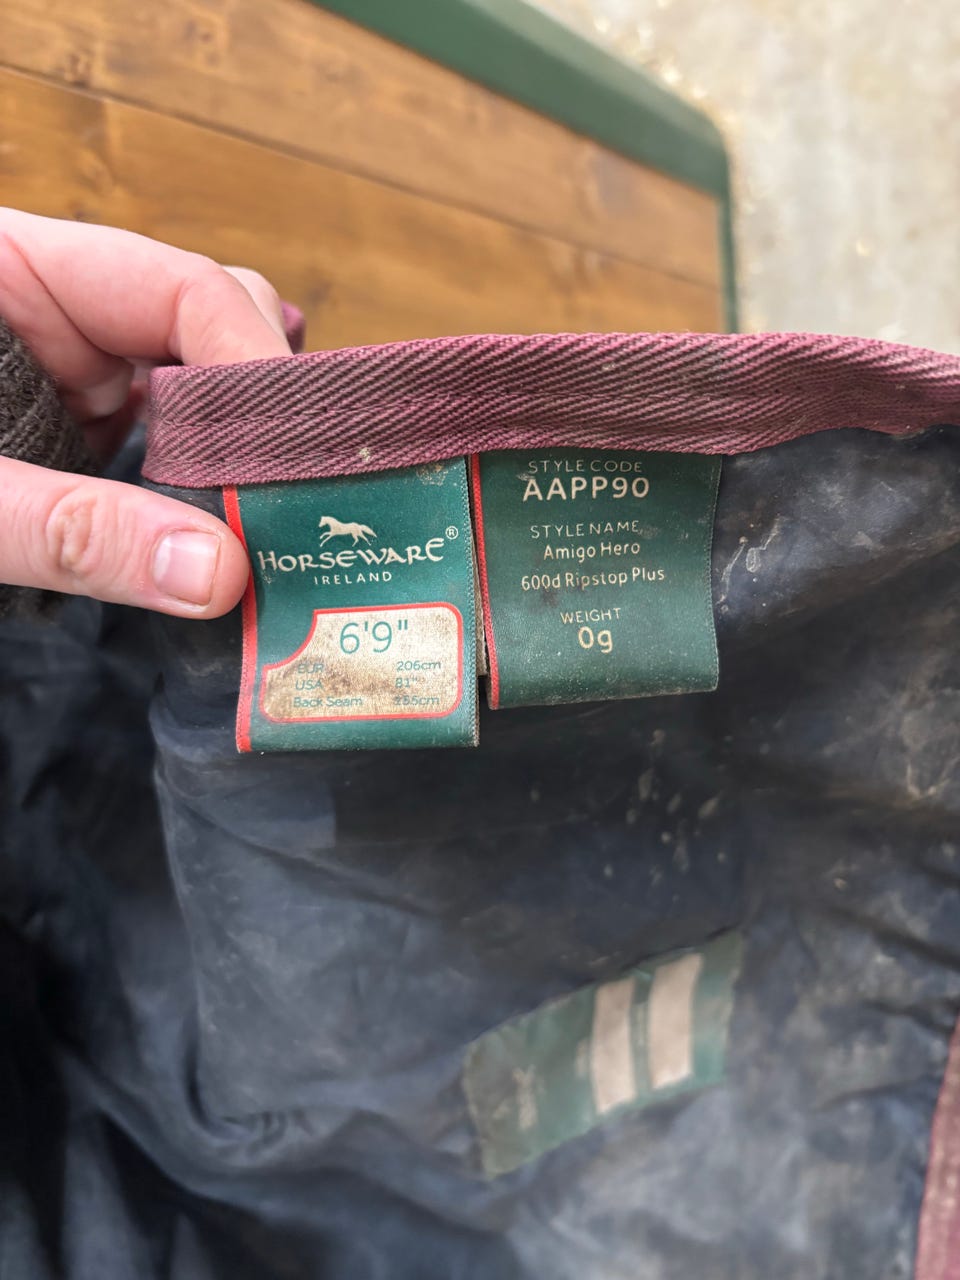 HORSEWARE®
IRELAND
6'9"
EUR 206cm
USA 81"
Back Seam 155cm
STYLE CODE
AAPP90
STYLE NAME
Amigo Hero
600d Ripstop Plus
WEIGHT
0g